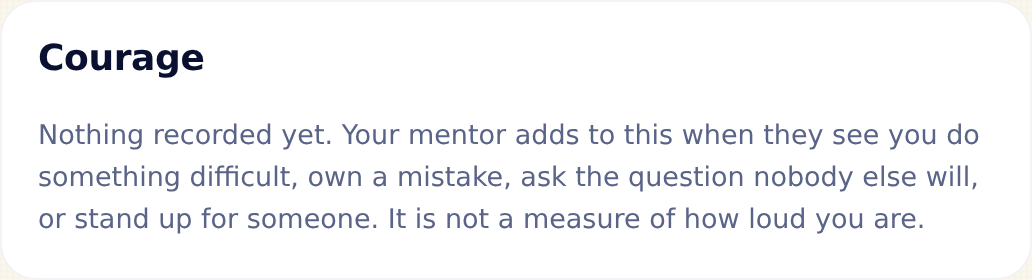 Courage
Nothing recorded yet. Your mentor adds to this when they see you do
something difficult, own a mistake, ask the question nobody else will,
or stand up for someone. It is not a measure of how loud you are.